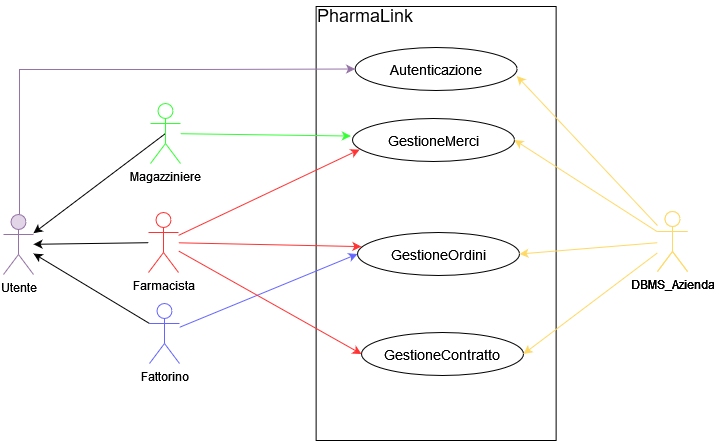 PharmaLink
Autenticazione
GestioneMerci
Magazziniere
GestioneOrdini
Utente
Farmacista
DBMS_Azienda
GestioneContratto
Fattorino